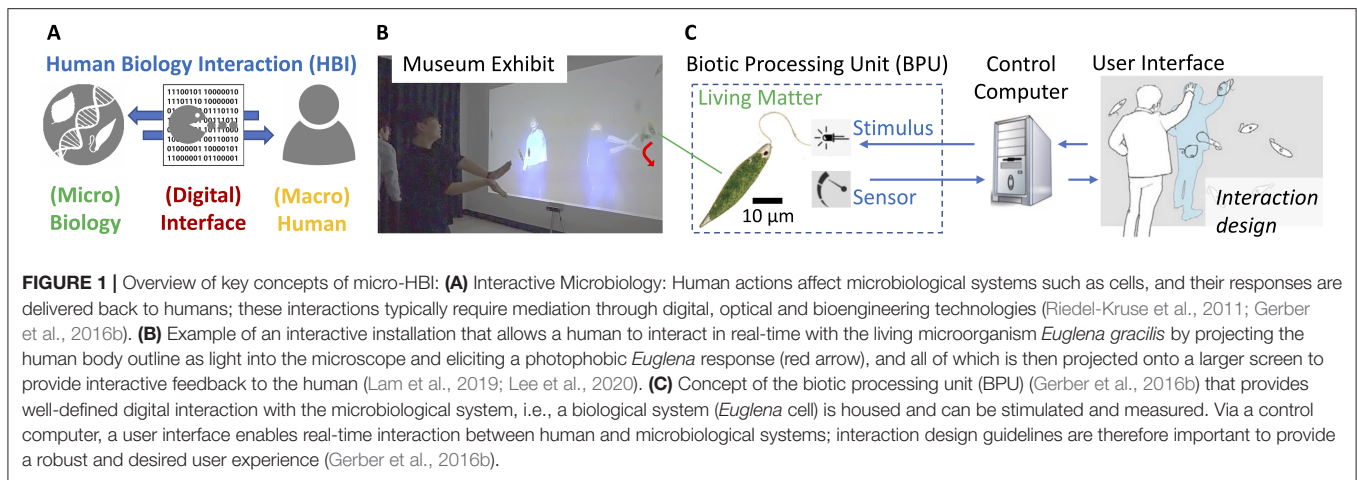 A
Human Biology Interaction (HBI)
11100101 10000010
11101110 10000001
(Micro)
Biology
(Digital)
Interface
(Macro)
Human
B
Museum Exhibit
C
Biotic Processing Unit (BPU)
Living Matter
10 µm
Stimulus
Sensor
Control
Computer
User Interface
Interaction
design
FIGURE 1 | Overview of key concepts of micro-HBI: (A) Interactive Microbiology: Human actions affect microbiological systems such as cells, and their responses are
delivered back to humans; these interactions typically require mediation through digital, optical and bioengineering technologies (Riedel-Kruse et al., 2011; Gerber
et al., 2016b). (B) Example of an interactive installation that allows a human to interact in real-time with the living microorganism Euglena gracilis by projecting the
human body outline as light into the microscope and eliciting a photophobic Euglena response (red arrow), and all of which is then projected onto a larger screen to
provide interactive feedback to the human (Lam et al., 2019; Lee et al., 2020). (C) Concept of the biotic processing unit (BPU) (Gerber et al., 2016b) that provides
well-defined digital interaction with the microbiological system, i.e., a biological system (Euglena cell) is housed and can be stimulated and measured. Via a control
computer, a user interface enables real-time interaction between human and microbiological systems; interaction design guidelines are therefore important to provide
a robust and desired user experience (Gerber et al., 2016b).